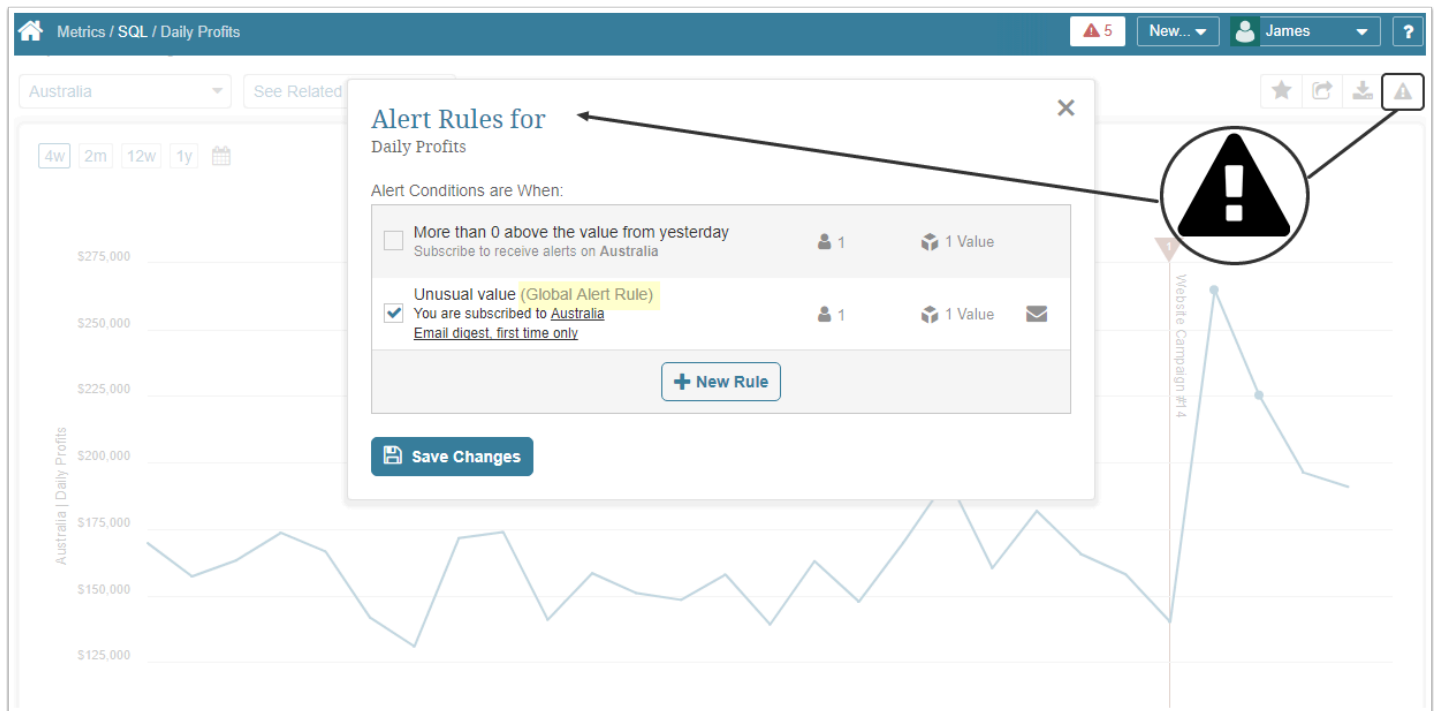 Metrics / SQL / Daily Profits
5
New...
James
?
Australia
See Related
Alert Rules for
Daily Profits
4w 2m 12w 1y
Alert Conditions are When:
More than 0 above the value from yesterday
Subscribe to receive alerts on Australia
1
1 Value
Unusual value (Global Alert Rule)
You are subscribed to Australia
Email digest, first time only
1
1 Value
New Rule
Save Changes
1
Website Campaign #14
Australia | Daily Profits
$275,000
$250,000
$225,000
$200,000
$175,000
$150,000
$125,000